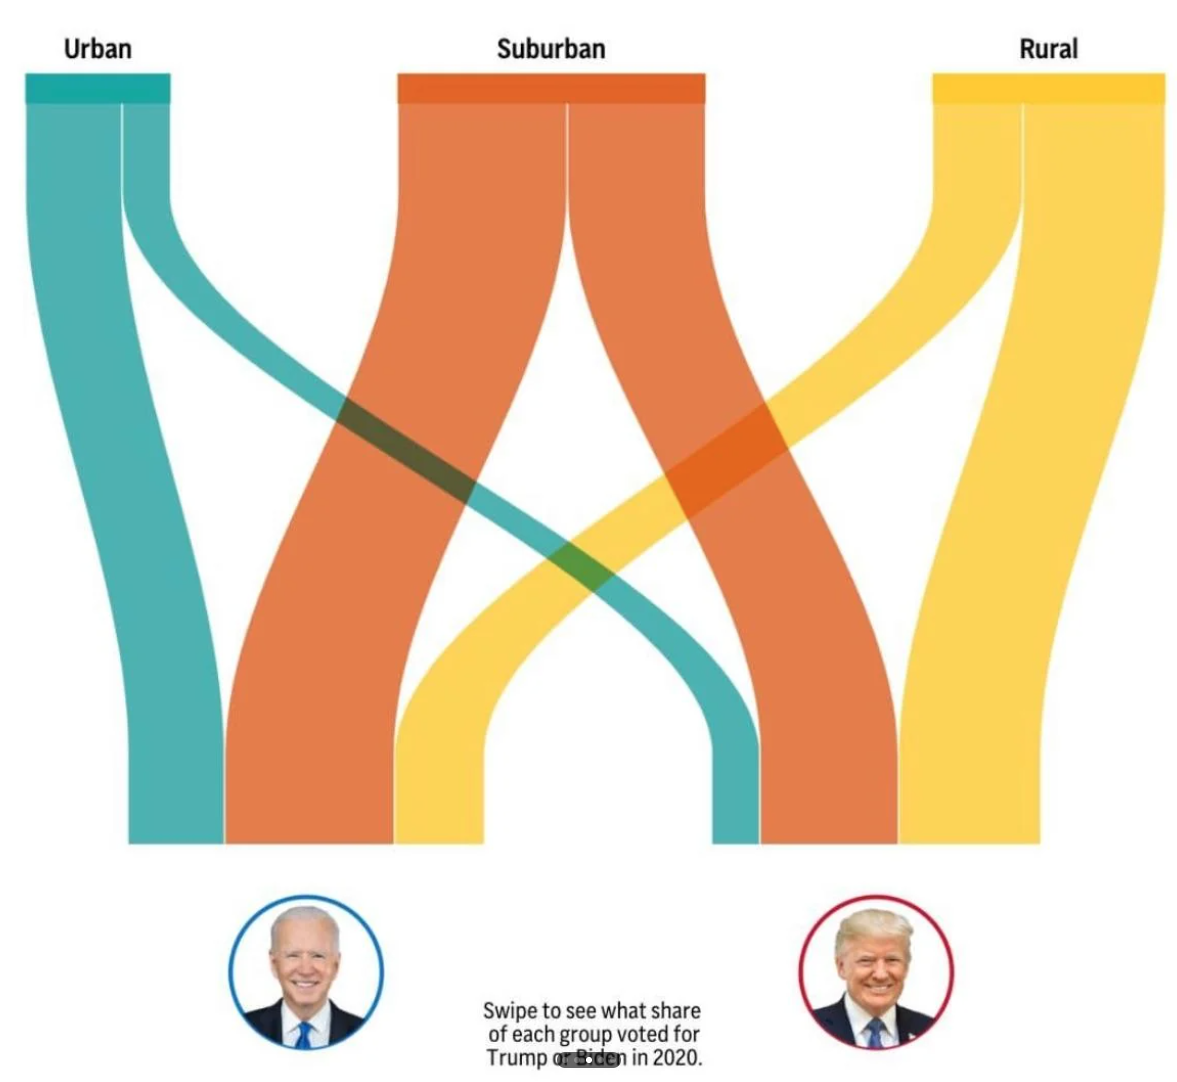 Urban
Suburban
Rural
Swipe to see what share
of each group voted for
Trump or Biden in 2020.